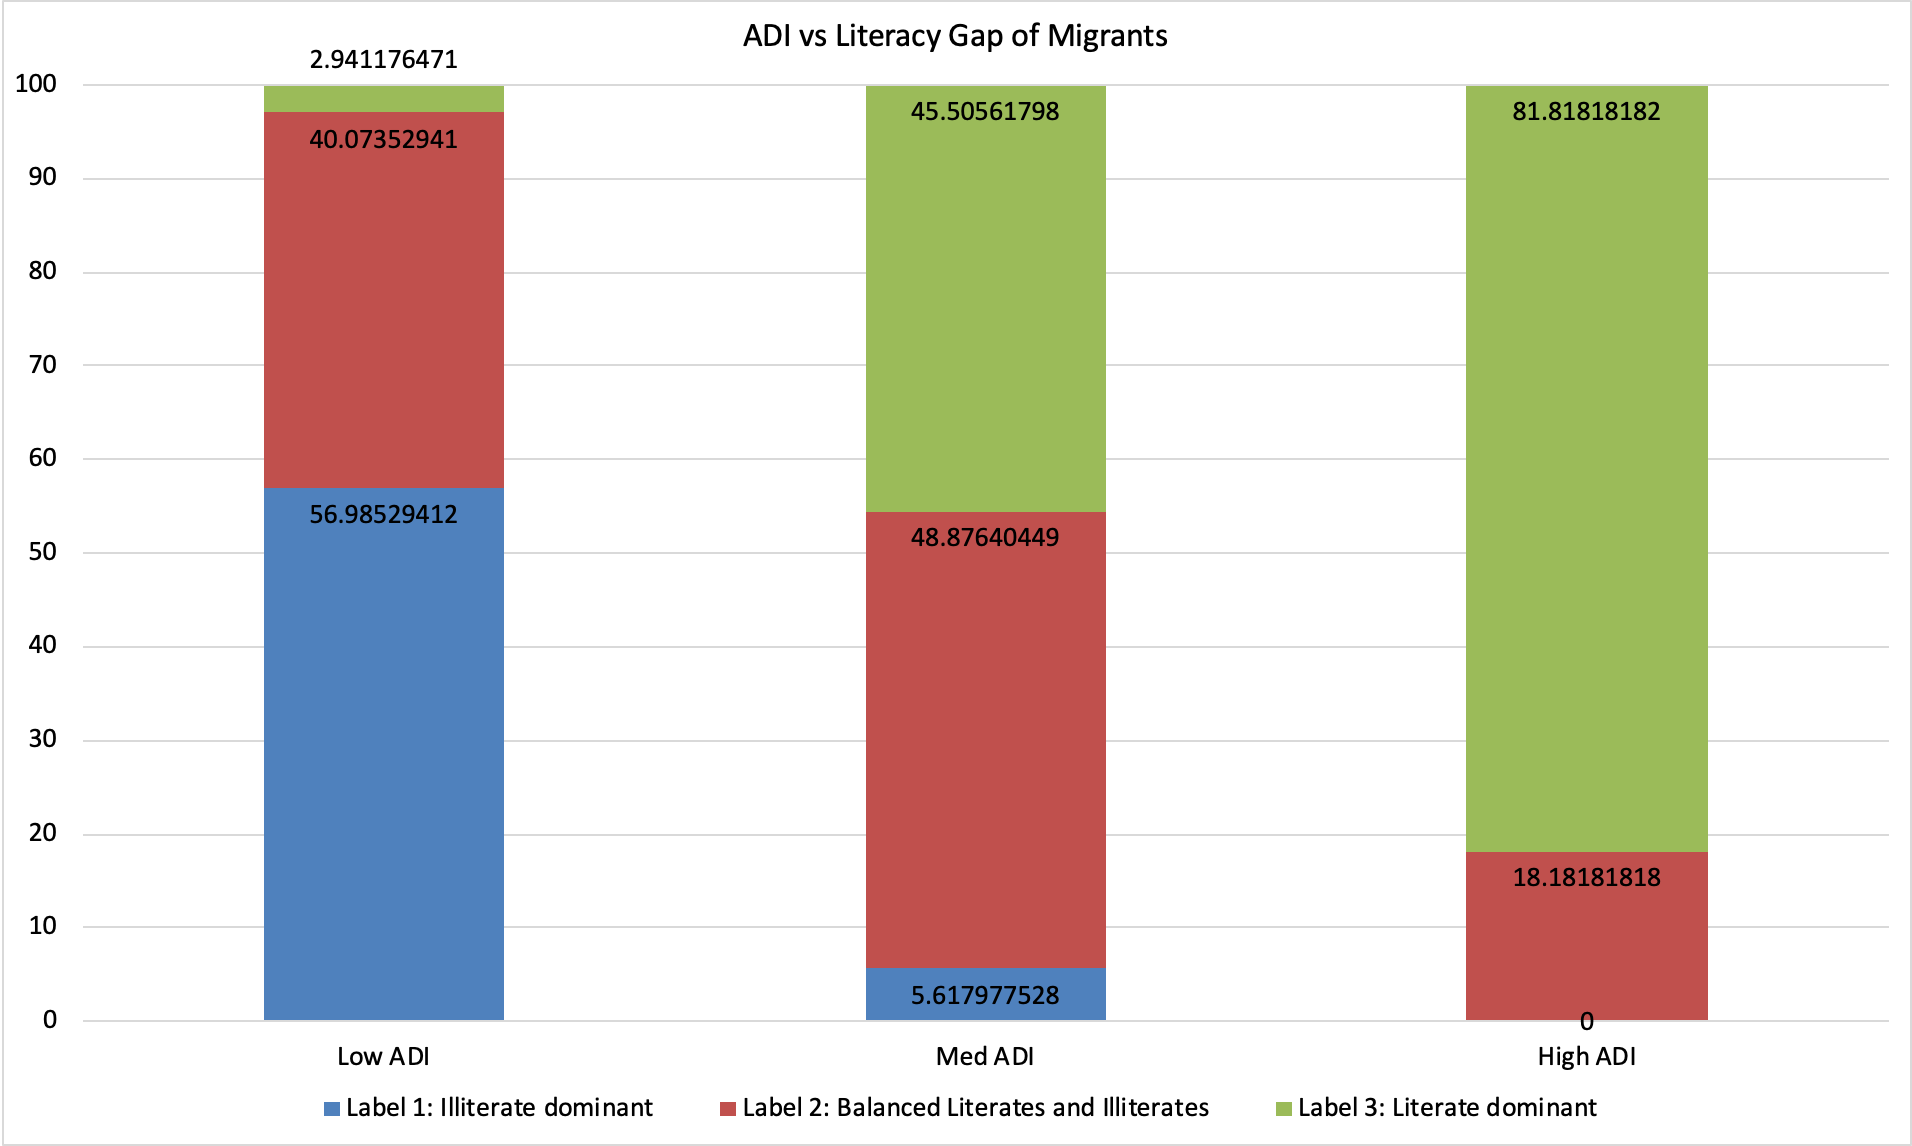 ADI vs Literacy Gap of Migrants
2.941176471
100
45.50561798
81.81818182
40.07352941
90
80
70
60
56.98529412
48.87640449
50
40
30
20
18.18181818
10
5.617977528
0
0
Low ADI
Med ADI
High ADI
Label 1: Illiterate dominant
Label 2: Balanced Literates and Illiterates
Label 3: Literate dominant